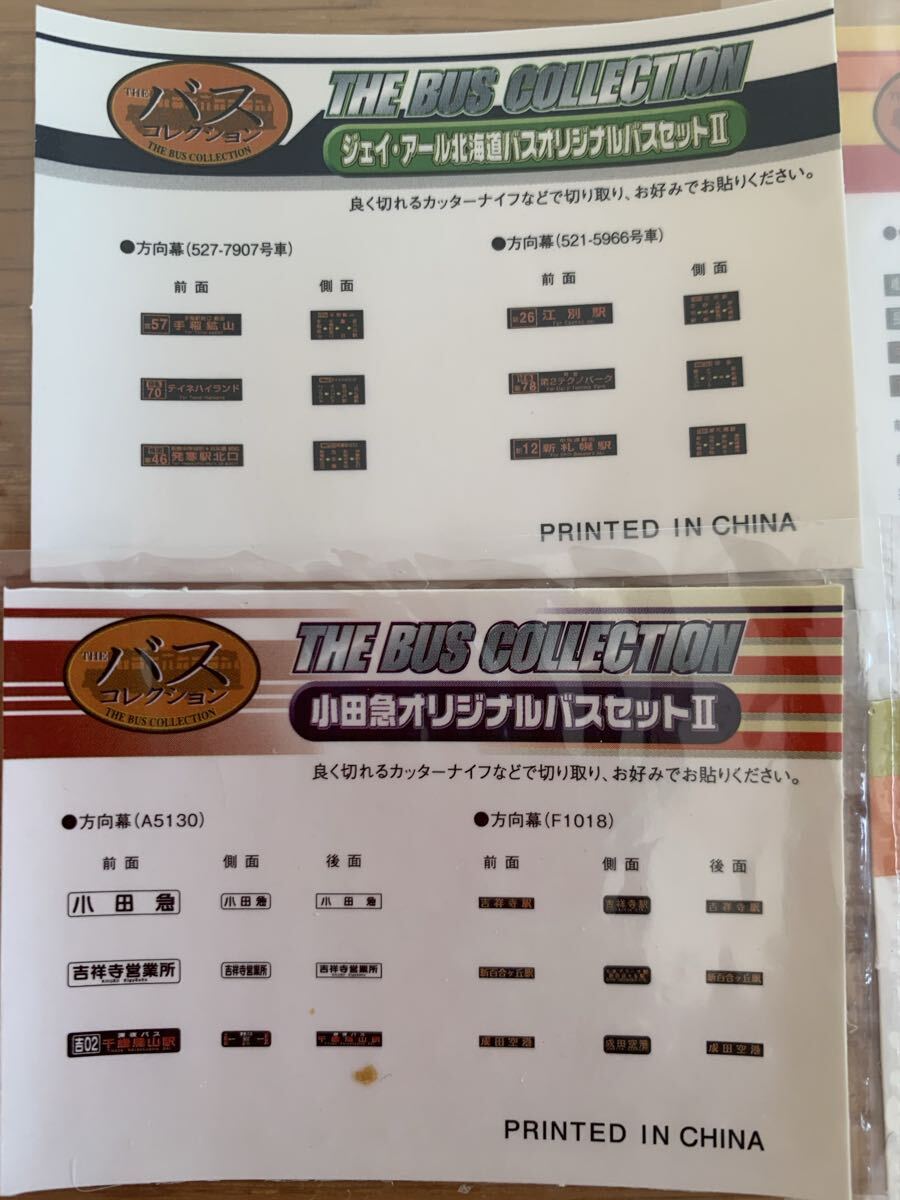 THE
バス
コレクション
THE BUS COLLECTION
THE BUS COLLECTION
ジェイ・アール北海道バスオリジナルバスセットII
良く切れるカッターナイフなどで切り取り、お好みでお貼りください。
●方向幕(527-7907号車)
前面 側面
57 手稲鉱山
70 テイネハイランド
46 発寒駅北口
●方向幕(521-5966号車)
前面 側面
新26 江別駅
78 第2テクノパーク
新12 新札幌駅
PRINTED IN CHINA
THE
バス
コレクション
THE BUS COLLECTION
THE BUS COLLECTION
小田急オリジナルバスセットII
良く切れるカッターナイフなどで切り取り、お好みでお貼りください。
●方向幕(A5130)
前面 側面 後面
小田急 小田急 小田急
吉祥寺営業所 吉祥寺営業所 吉祥寺営業所
吉02 深夜バス 千歳烏山駅 千歳烏山駅
●方向幕(F1018)
前面 側面 後面
吉祥寺駅 吉祥寺駅 吉祥寺駅
新百合ヶ丘駅 新百合ヶ丘駅
成田空港 成田空港 成田空港
PRINTED IN CHINA